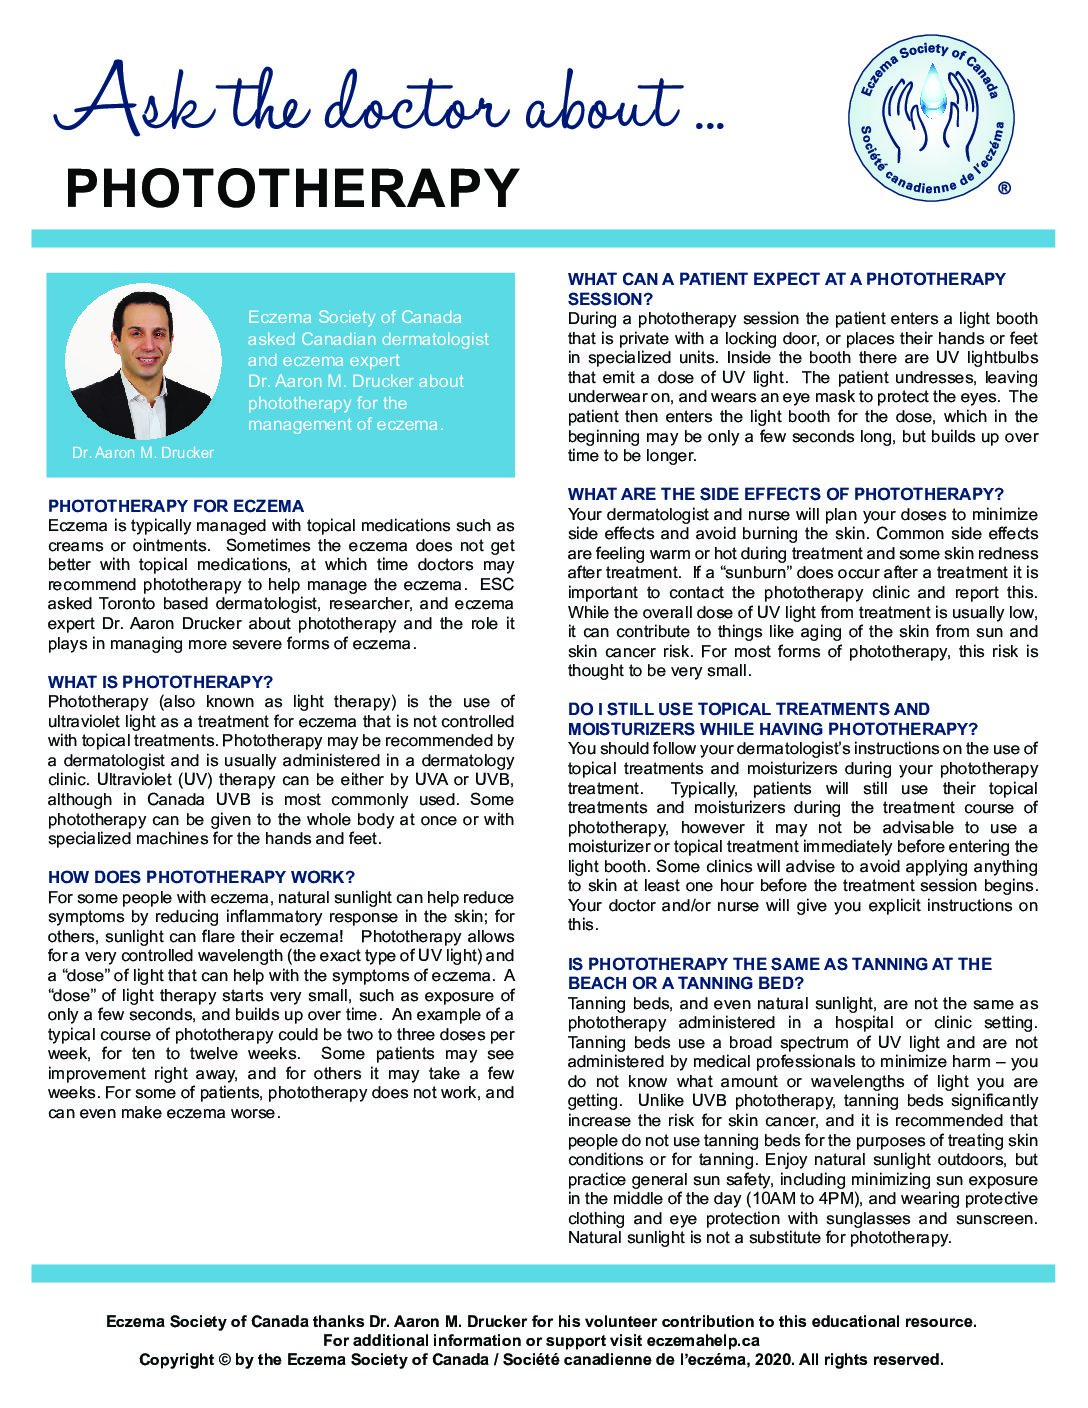 Ask the doctor about ...
PHOTOTHERAPY
Eczema Society of Canada
Société canadienne de l'eczéma
®
Eczema Society of Canada
asked Canadian dermatologist
and eczema expert
Dr. Aaron M. Drucker about
phototherapy for the
management of eczema.
Dr. Aaron M. Drucker
PHOTOTHERAPY FOR ECZEMA
Eczema is typically managed with topical medications such as
creams or ointments. Sometimes the eczema does not get
better with topical medications, at which time doctors may
recommend phototherapy to help manage the eczema. ESC
asked Toronto based dermatologist, researcher, and eczema
expert Dr. Aaron Drucker about phototherapy and the role it
plays in managing more severe forms of eczema.
WHAT IS PHOTOTHERAPY?
Phototherapy (also known as light therapy) is the use of
ultraviolet light as a treatment for eczema that is not controlled
with topical treatments. Phototherapy may be recommended by
a dermatologist and is usually administered in a dermatology
clinic. Ultraviolet (UV) therapy can be either by UVA or UVB,
although in Canada UVB is most commonly used. Some
phototherapy can be given to the whole body at once or with
specialized machines for the hands and feet.
HOW DOES PHOTOTHERAPY WORK?
For some people with eczema, natural sunlight can help reduce
symptoms by reducing inflammatory response in the skin; for
others, sunlight can flare their eczema! Phototherapy allows
for a very controlled wavelength (the exact type of UV light) and
a “dose” of light that can help with the symptoms of eczema. A
“dose” of light therapy starts very small, such as exposure of
only a few seconds, and builds up over time. An example of a
typical course of phototherapy could be two to three doses per
week, for ten to twelve weeks. Some patients may see
improvement right away, and for others it may take a few
weeks. For some of patients, phototherapy does not work, and
can even make eczema worse.
WHAT CAN A PATIENT EXPECT AT A PHOTOTHERAPY
SESSION?
During a phototherapy session the patient enters a light booth
that is private with a locking door, or places their hands or feet
in specialized units. Inside the booth there are UV lightbulbs
that emit a dose of UV light. The patient undresses, leaving
underwear on, and wears an eye mask to protect the eyes. The
patient then enters the light booth for the dose, which in the
beginning may be only a few seconds long, but builds up over
time to be longer.
WHAT ARE THE SIDE EFFECTS OF PHOTOTHERAPY?
Your dermatologist and nurse will plan your doses to minimize
side effects and avoid burning the skin. Common side effects
are feeling warm or hot during treatment and some skin redness
after treatment. If a “sunburn” does occur after a treatment it is
important to contact the phototherapy clinic and report this.
While the overall dose of UV light from treatment is usually low,
it can contribute to things like aging of the skin from sun and
skin cancer risk. For most forms of phototherapy, this risk is
thought to be very small.
DO I STILL USE TOPICAL TREATMENTS AND
MOISTURIZERS WHILE HAVING PHOTOTHERAPY?
You should follow your dermatologist’s instructions on the use of
topical treatments and moisturizers during your phototherapy
treatment. Typically, patients will still use their topical
treatments and moisturizers during the treatment course of
phototherapy, however it may not be advisable to use a
moisturizer or topical treatment immediately before entering the
light booth. Some clinics will advise to avoid applying anything
to skin at least one hour before the treatment session begins.
Your doctor and/or nurse will give you explicit instructions on
this.
IS PHOTOTHERAPY THE SAME AS TANNING AT THE
BEACH OR A TANNING BED?
Tanning beds, and even natural sunlight, are not the same as
phototherapy administered in a hospital or clinic setting.
Tanning beds use a broad spectrum of UV light and are not
administered by medical professionals to minimize harm – you
do not know what amount or wavelengths of light you are
getting. Unlike UVB phototherapy, tanning beds significantly
increase the risk for skin cancer, and it is recommended that
people do not use tanning beds for the purposes of treating skin
conditions or for tanning. Enjoy natural sunlight outdoors, but
practice general sun safety, including minimizing sun exposure
in the middle of the day (10AM to 4PM), and wearing protective
clothing and eye protection with sunglasses and sunscreen.
Natural sunlight is not a substitute for phototherapy.
Eczema Society of Canada thanks Dr. Aaron M. Drucker for his volunteer contribution to this educational resource.
For additional information or support visit eczemahelp.ca
Copyright © by the Eczema Society of Canada / Société canadienne de l’eczéma, 2020. All rights reserved.